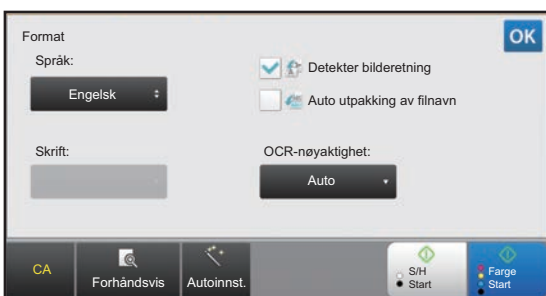 Format
OK
Språk:
Detekter bilderetning
Engelsk
Auto utpakking av filnavn
Skrift:
OCR-nøyaktighet:
Auto
CA
Forhåndsvis
Autoinnst.
S/H
Start
Farge
Start